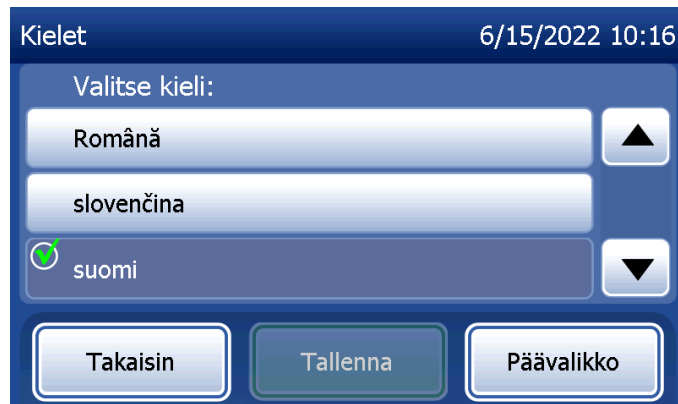 Kielet 6/15/2022 10:16
Valitse kieli:
Română
slovenčina
suomi
Takaisin Tallenna Päävalikko